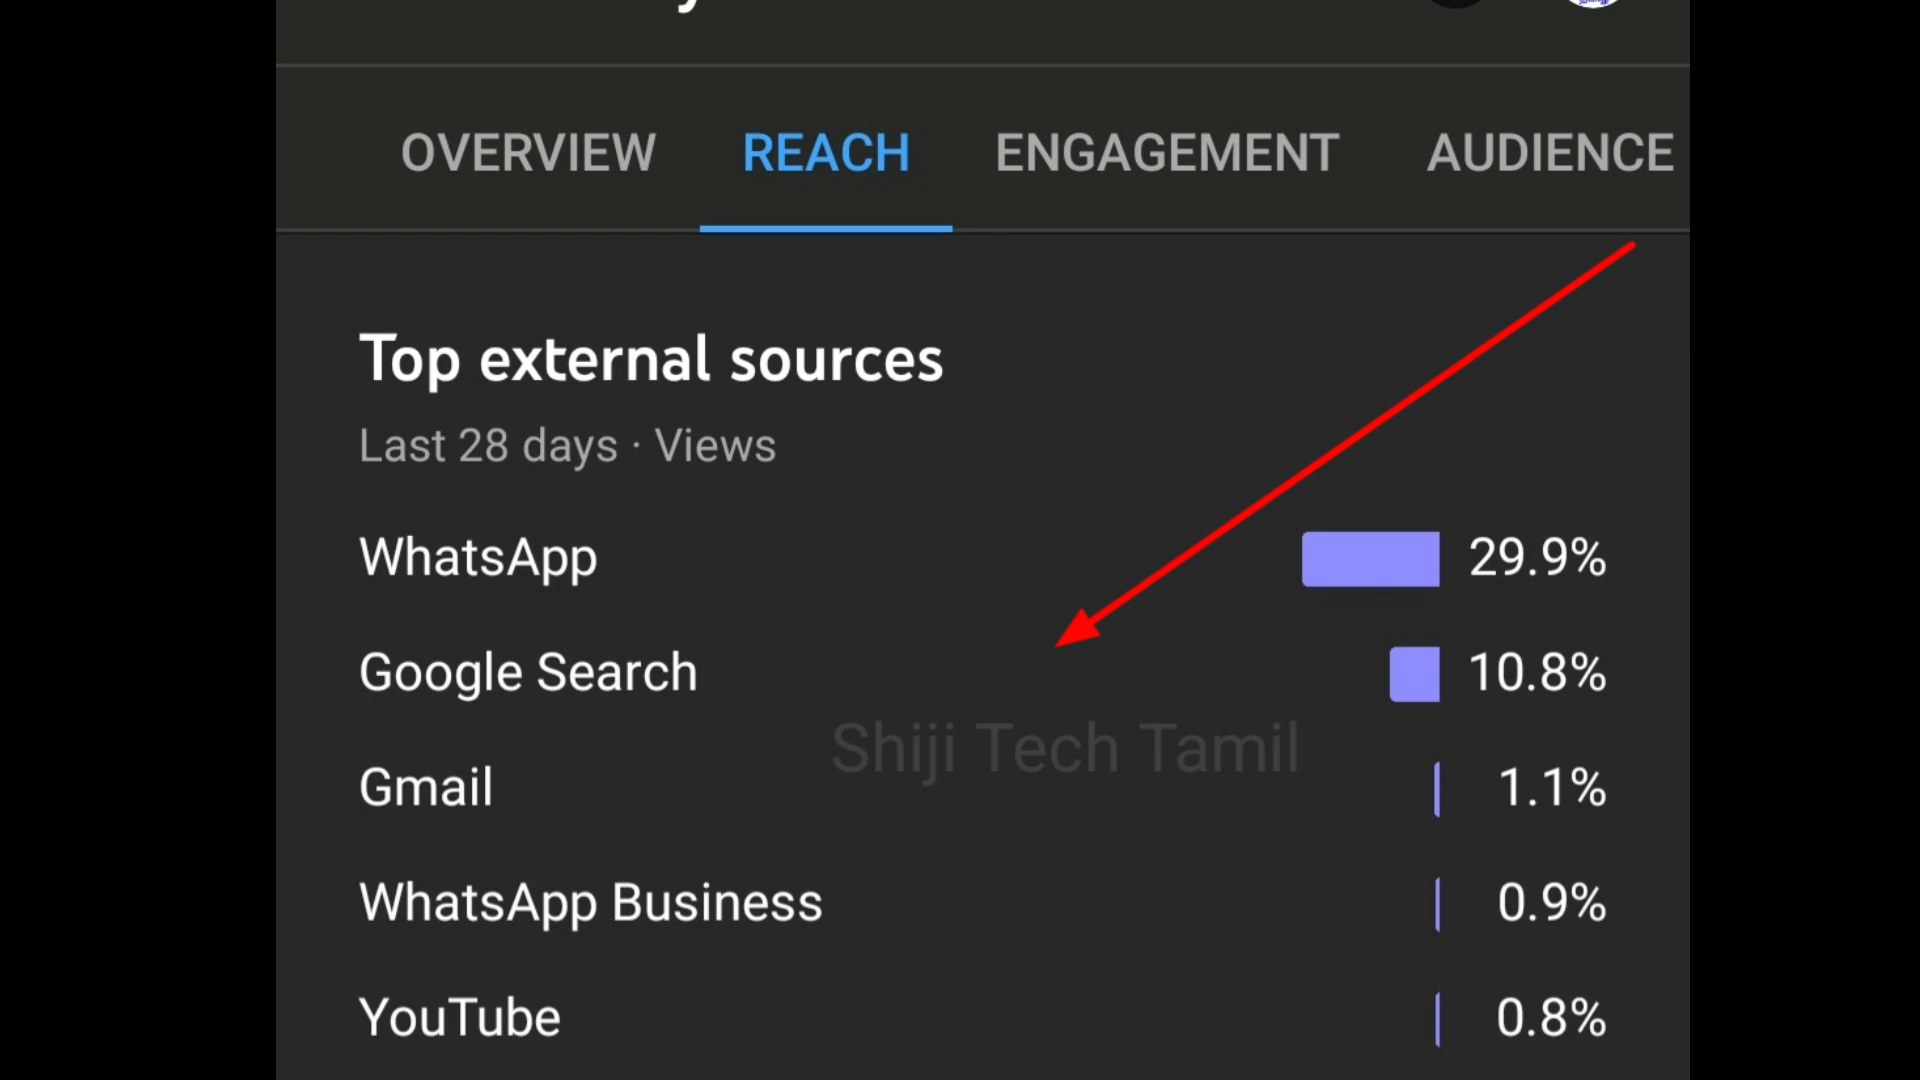 OVERVIEW REACH ENGAGEMENT AUDIENCE
Top external sources
Last 28 days · Views
WhatsApp 29.9%
Google Search 10.8%
Shiji Tech Tamil
Gmail 1.1%
WhatsApp Business 0.9%
YouTube 0.8%